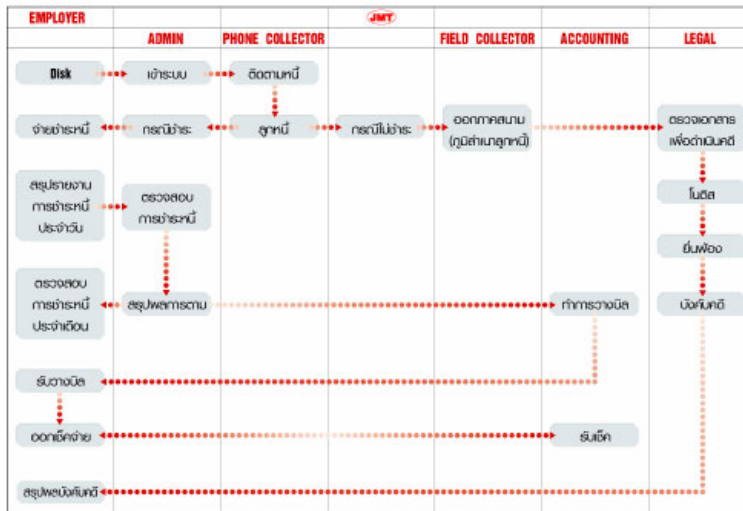 EMPLOYER
JMT
ADMIN
PHONE COLLECTOR
FIELD COLLECTOR
ACCOUNTING
LEGAL
Disk
เข้าระบบ
ติดตามหนี้
จ่ายชำระหนี้
กรณีชำระ
ลูกหนี้
กรณีไม่ชำระ
ออกภาคสนาม
(ภูมิลำเนาลูกหนี้)
ตรวจเอกสาร
เพื่อดำเนินคดี
สรุปรายงาน
การชำระหนี้
ประจำวัน
ตรวจสอบ
การชำระหนี้
โนติส
ยื่นฟ้อง
ตรวจสอบ
การชำระหนี้
ประจำเดือน
สรุปผลการตาม
ทำการวางบิล
บังคับคดี
รับวางบิล
ออกเช็คจ่าย
รับเช็ค
สรุปผลบังคับคดี